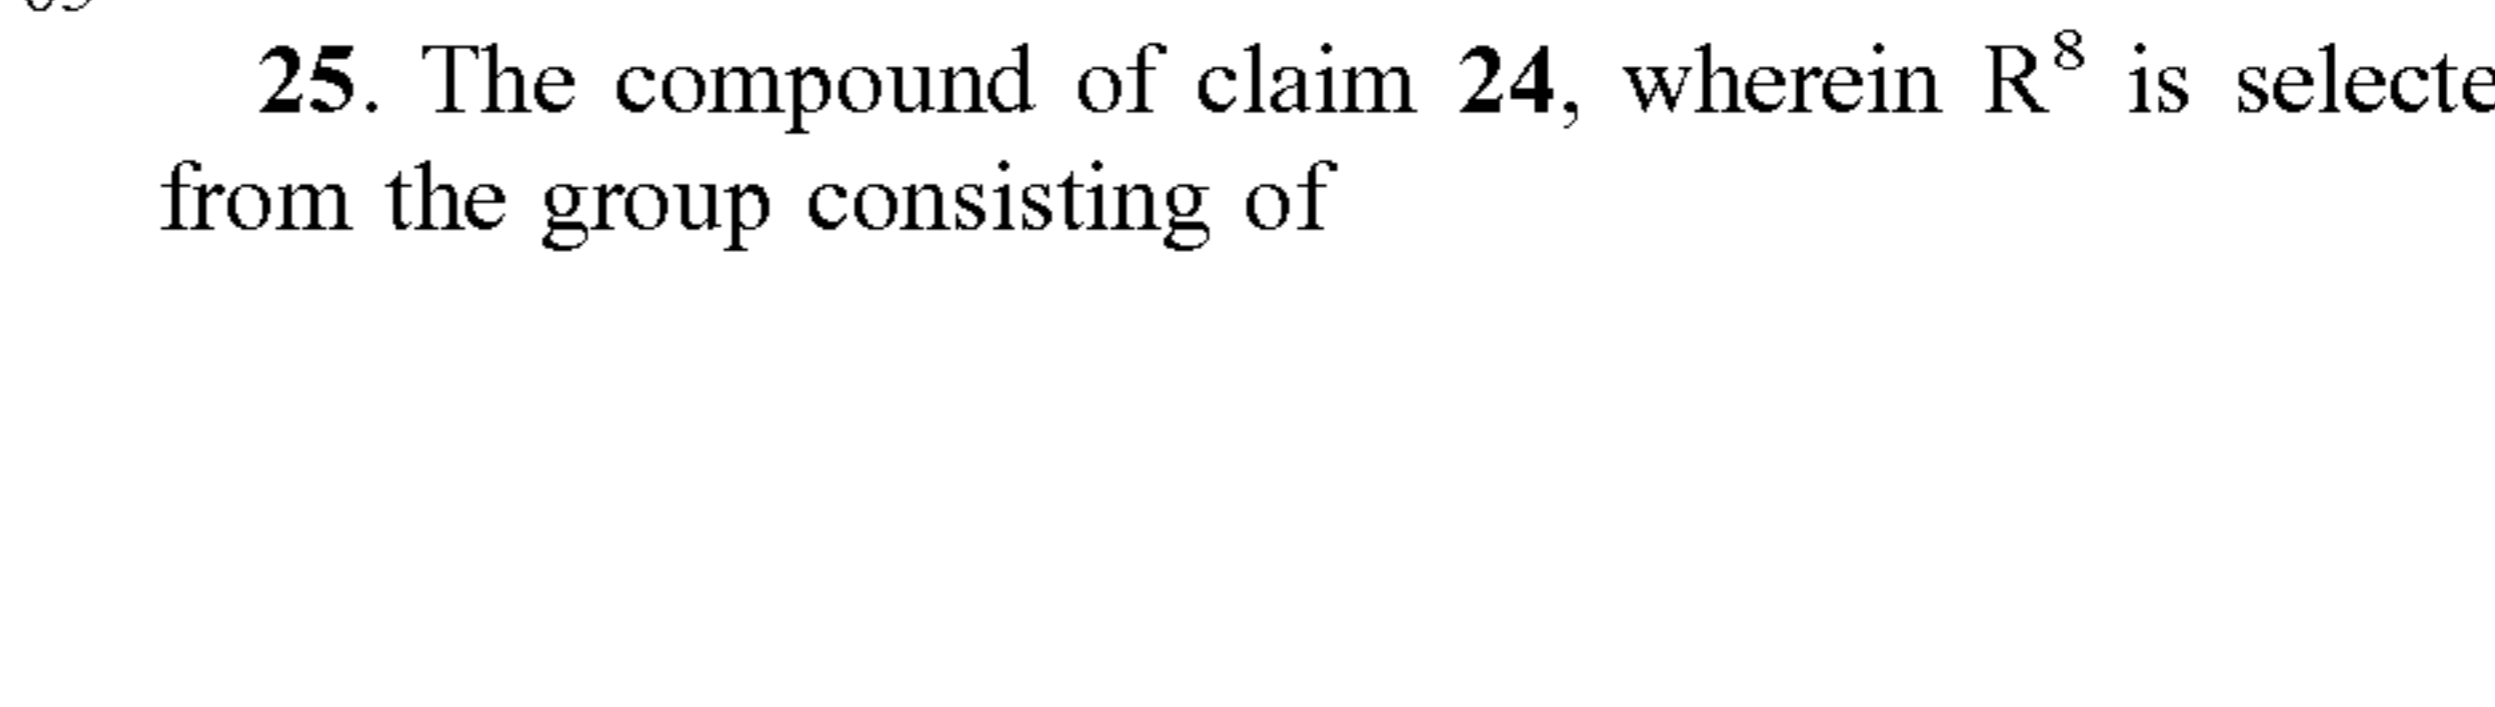 25. The compound of claim 24, wherein R⁸ is selecte
from the group consisting of